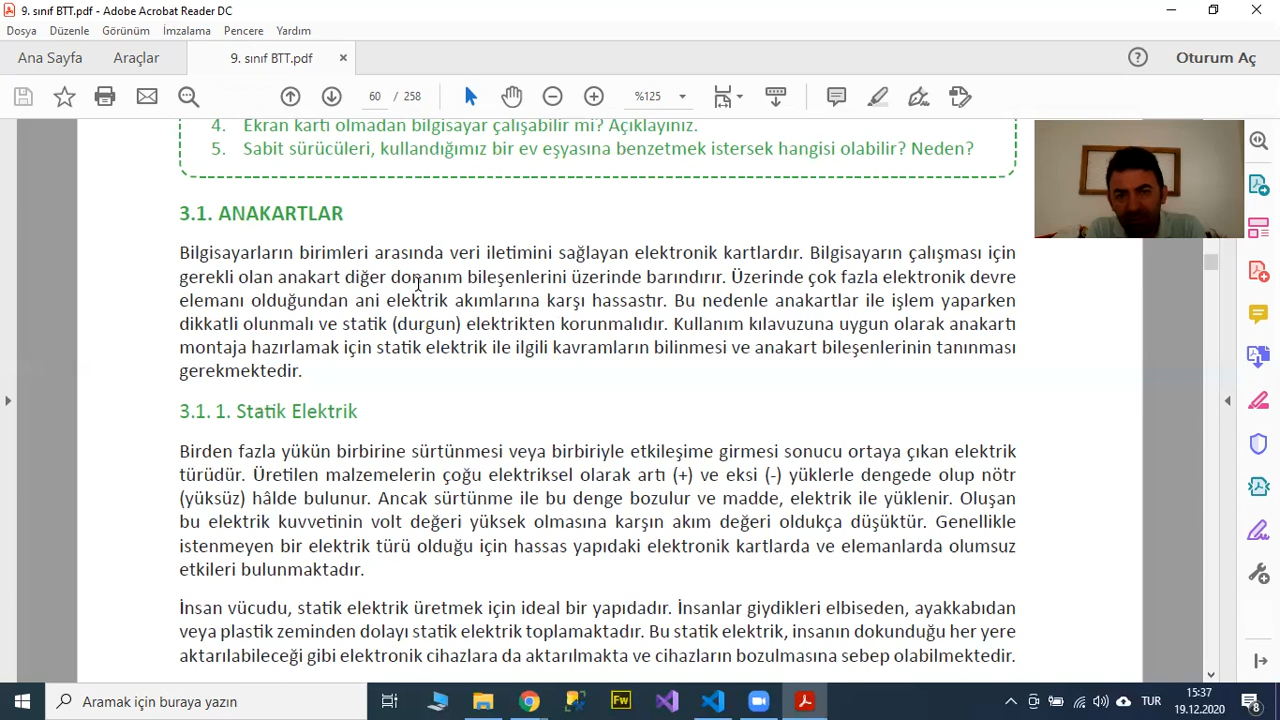 9. sınıf BTT.pdf - Adobe Acrobat Reader DC
Dosya Düzenle Görünüm İmzalama Pencere Yardım
Ana Sayfa Araçlar 9. sınıf BTT.pdf × Oturum Aç
60 / 258 %125
4. Ekran kartı olmadan bilgisayar çalışabilir mi? Açıklayınız.
5. Sabit sürücüleri, kullandığımız bir ev eşyasına benzetmek istersek hangisi olabilir? Neden?
3.1. ANAKARTLAR
Bilgisayarların birimleri arasında veri iletimini sağlayan elektronik kartlardır. Bilgisayarın çalışması için
gerekli olan anakart diğer donanım bileşenlerini üzerinde barındırır. Üzerinde çok fazla elektronik devre
elemanı olduğundan ani elektrik akımlarına karşı hassastır. Bu nedenle anakartlar ile işlem yaparken
dikkatli olunmalı ve statik (durgun) elektrikten korunmalıdır. Kullanım kılavuzuna uygun olarak anakartı
montaja hazırlamak için statik elektrik ile ilgili kavramların bilinmesi ve anakart bileşenlerinin tanınması
gerekmektedir.
3.1. 1. Statik Elektrik
Birden fazla yükün birbirine sürtünmesi veya birbiriyle etkileşime girmesi sonucu ortaya çıkan elektrik
türüdür. Üretilen malzemelerin çoğu elektriksel olarak artı (+) ve eksi (-) yüklerle dengede olup nötr
(yüksüz) hâlde bulunur. Ancak sürtünme ile bu denge bozulur ve madde, elektrik ile yüklenir. Oluşan
bu elektrik kuvvetinin volt değeri yüksek olmasına karşın akım değeri oldukça düşüktür. Genellikle
istenmeyen bir elektrik türü olduğu için hassas yapıdaki elektronik kartlarda ve elemanlarda olumsuz
etkileri bulunmaktadır.
İnsan vücudu, statik elektrik üretmek için ideal bir yapıdadır. İnsanlar giydikleri elbiseden, ayakkabıdan
veya plastik zeminden dolayı statik elektrik toplamaktadır. Bu statik elektrik, insanın dokunduğu her yere
aktarılabileceği gibi elektronik cihazlara da aktarılmakta ve cihazların bozulmasına sebep olabilmektedir.
Aramak için buraya yazın
Fw
TUR
15:37
19.12.2020
8